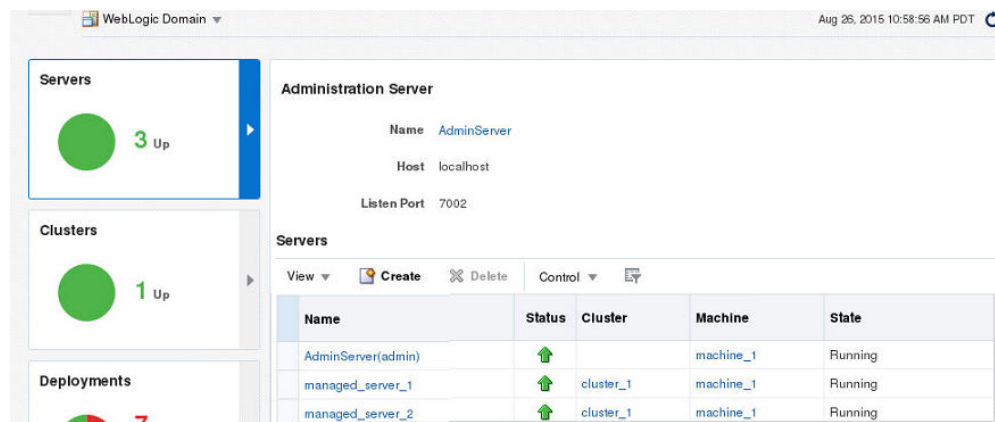 WebLogic Domain
Aug 26, 2015 10:58:56 AM PDT
Servers
3 Up
Clusters
1 Up
Deployments
7
Administration Server
Name AdminServer
Host localhost
Listen Port 7002
Servers
View Create Delete Control
Name Status Cluster Machine State
AdminServer(admin) machine_1 Running
managed_server_1 cluster_1 machine_1 Running
managed_server_2 cluster_1 machine_1 Running